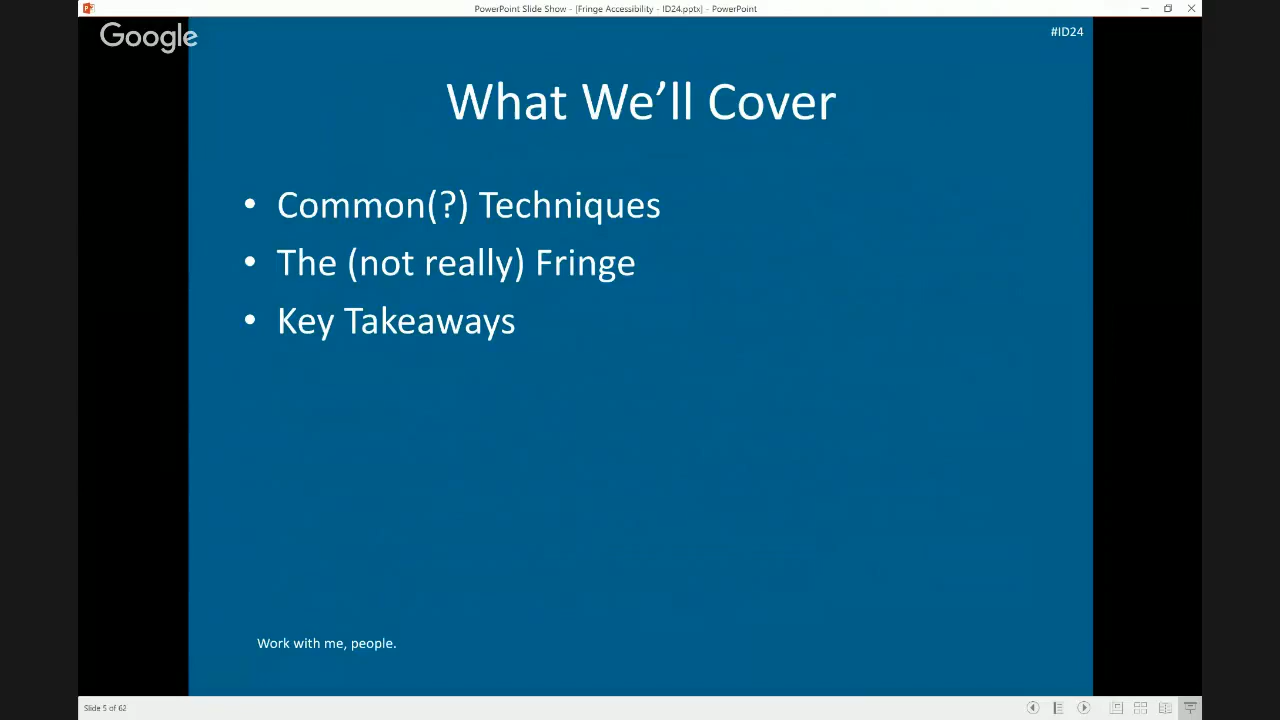 PowerPoint Slide Show - [Fringe Accessibility - ID24.pptx] - PowerPoint
Google
#ID24
What We’ll Cover
• Common(?) Techniques
• The (not really) Fringe
• Key Takeaways
Work with me, people.
Slide 5 of 62